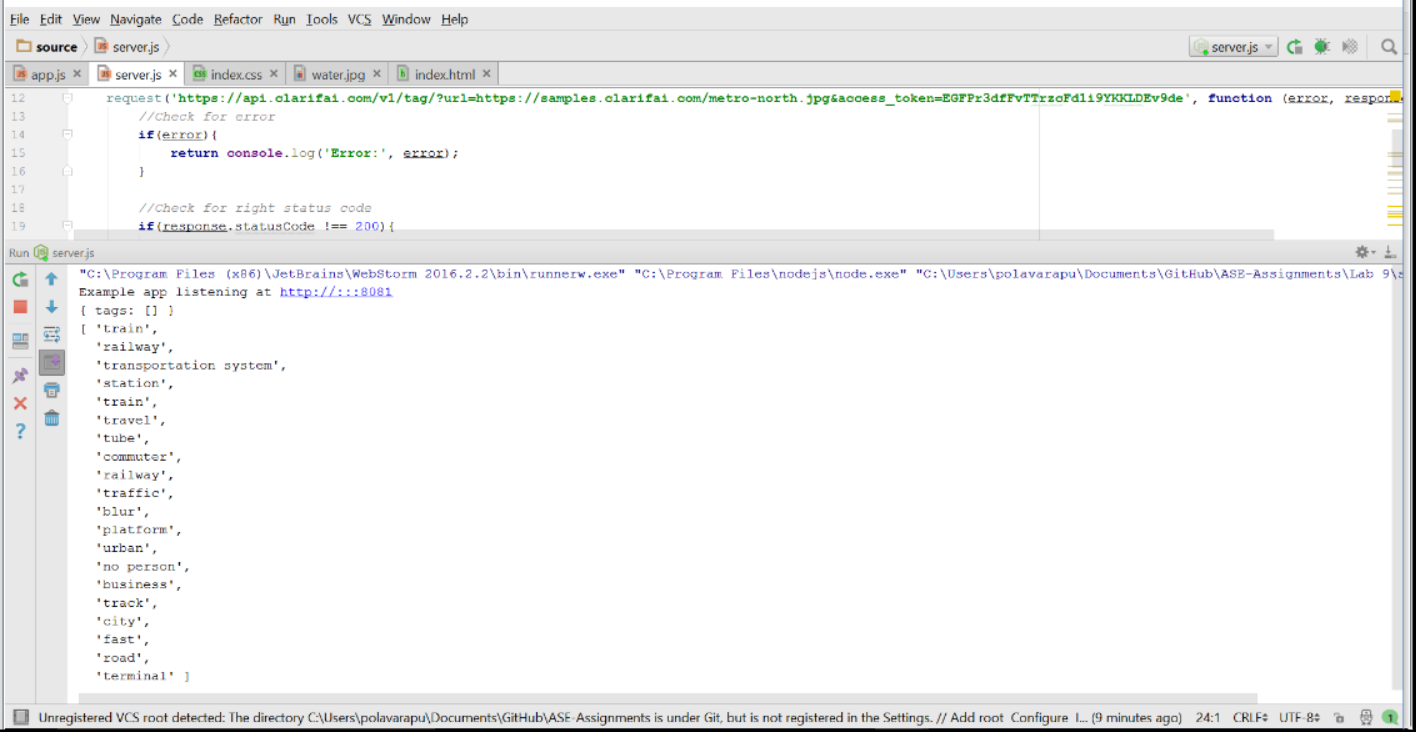 File Edit View Navigate Code Refactor Run Tools VCS Window Help
source server.js server.js
app.js × server.js × index.css × water.jpg × index.html ×
12 request('https://api.clarifai.com/v1/tag/?url=https://samples.clarifai.com/metro-north.jpg&access_token=EGFPr3dfFvTTrzcFdli9YKKLDEv9de', function (error, respons
13 //Check for error
14 if(error){
15 return console.log('Error:', error);
16 }
17
18 //Check for right status code
19 if(response.statusCode !== 200){
Run server.js
"C:\Program Files (x86)\JetBrains\WebStorm 2016.2.2\bin\runnerw.exe" "C:\Program Files\nodejs\node.exe" "C:\Users\polavarapu\Documents\GitHub\ASE-Assignments\Lab 9\s
Example app listening at http://:::8081
{ tags: [] }
[ 'train',
'railway',
'transportation system',
'station',
'train',
'travel',
'tube',
'commuter',
'railway',
'traffic',
'blur',
'platform',
'urban',
'no person',
'business',
'track',
'city',
'fast',
'road',
'terminal' ]
Unregistered VCS root detected: The directory C:\Users\polavarapu\Documents\GitHub\ASE-Assignments is under Git, but is not registered in the Settings. // Add root Configure I... (9 minutes ago) 24:1 CRLF UTF-8 1